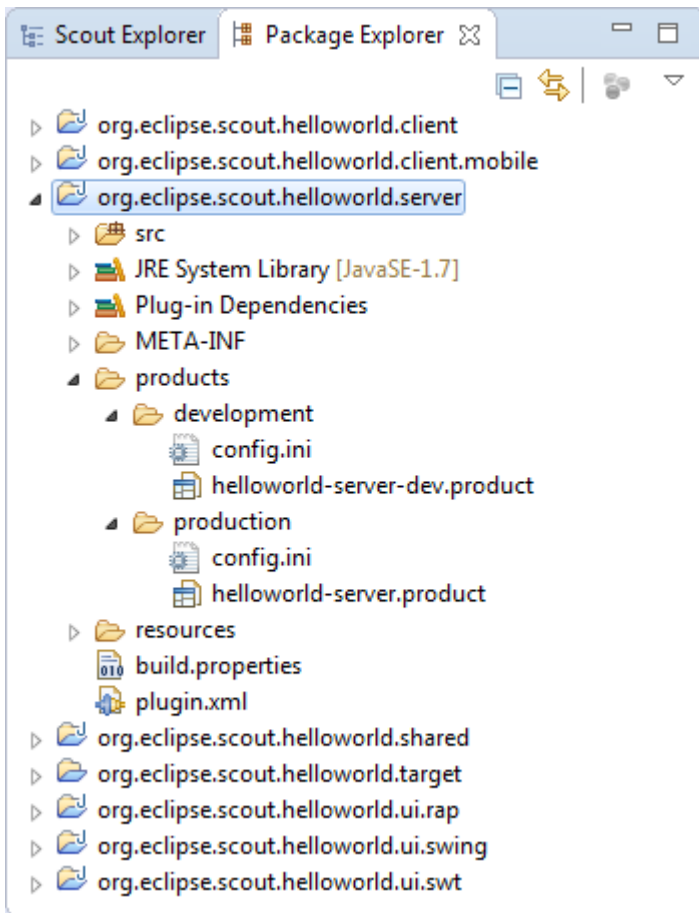 Scout Explorer Package Explorer
org.eclipse.scout.helloworld.client
org.eclipse.scout.helloworld.client.mobile
org.eclipse.scout.helloworld.server
src
JRE System Library [JavaSE-1.7]
Plug-in Dependencies
META-INF
products
development
config.ini
helloworld-server-dev.product
production
config.ini
helloworld-server.product
resources
010 build.properties
plugin.xml
org.eclipse.scout.helloworld.shared
org.eclipse.scout.helloworld.target
org.eclipse.scout.helloworld.ui.rap
org.eclipse.scout.helloworld.ui.swing
org.eclipse.scout.helloworld.ui.swt